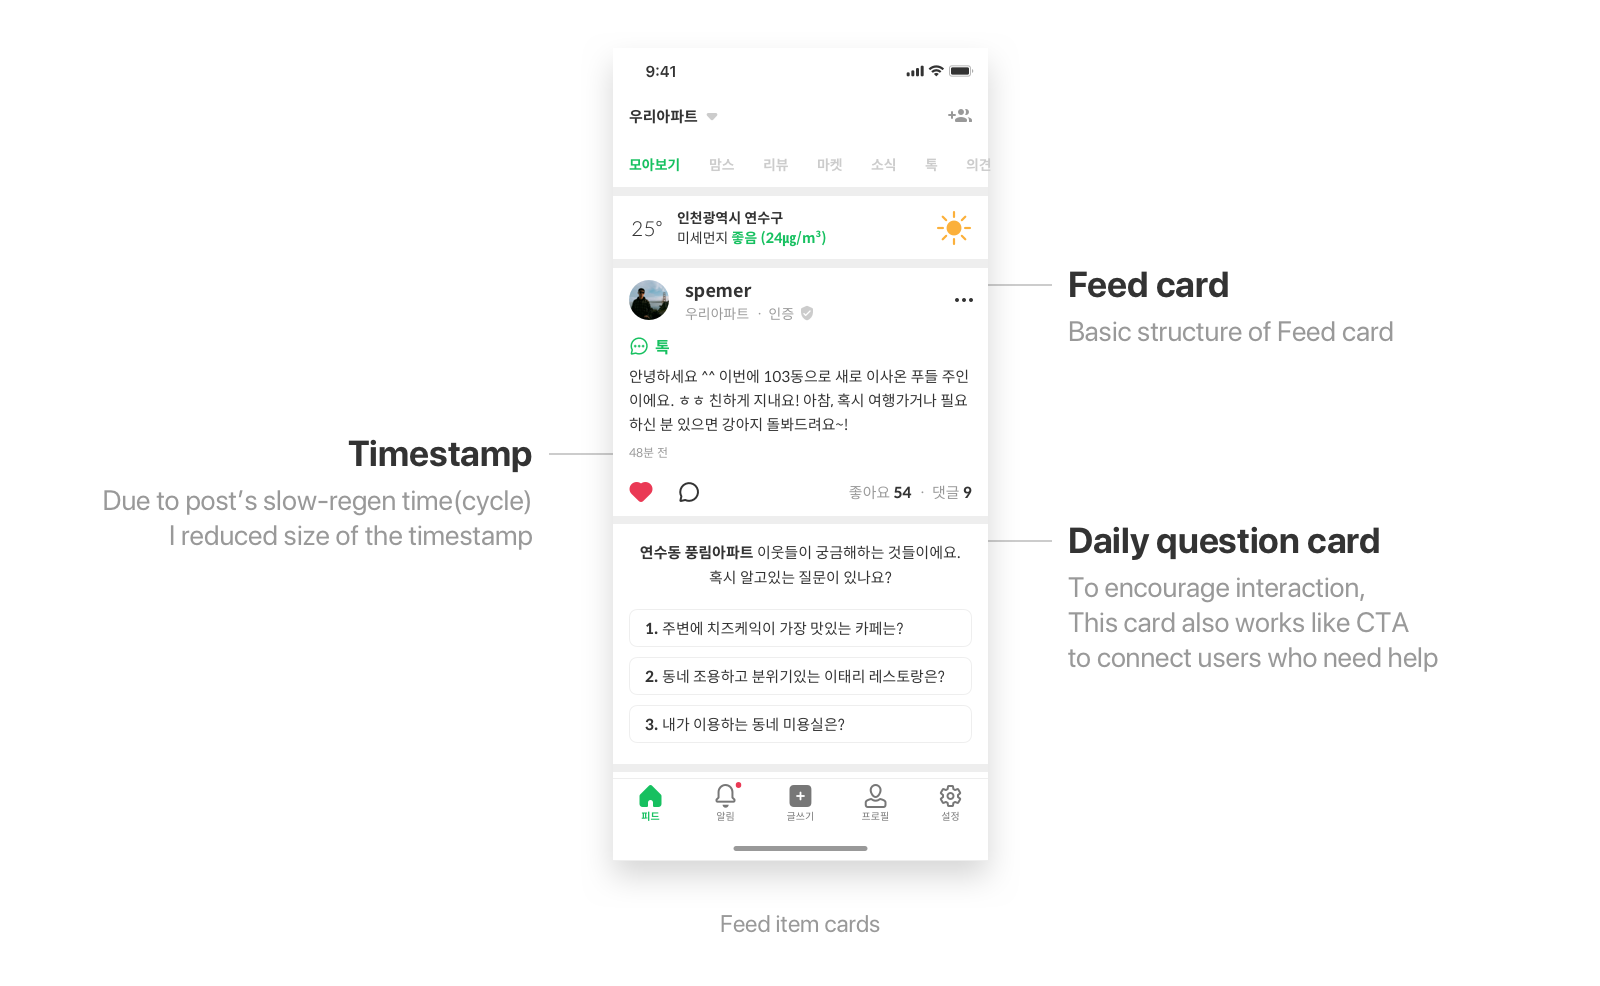 9:41
우리아파트
모아보기 맘스 리뷰 마켓 소식 톡 의견
25°
인천광역시 연수구
미세먼지 좋음 (24㎍/m³)
spemer
우리아파트 · 인증
톡
안녕하세요 ^^ 이번에 103동으로 새로 이사온 푸들 주인
이에요. ㅎㅎ 친하게 지내요! 아참, 혹시 여행가거나 필요
하신 분 있으면 강아지 돌봐드려요~!
48분 전
좋아요 54 · 댓글 9
연수동 풍림아파트 이웃들이 궁금해하는 것들이에요.
혹시 알고있는 질문이 있나요?
1. 주변에 치즈케익이 가장 맛있는 카페는?
2. 동네 조용하고 분위기있는 이태리 레스토랑은?
3. 내가 이용하는 동네 미용실은?
피드 알림 글쓰기 프로필 설정
Feed card
Basic structure of Feed card
Timestamp
Due to post's slow-regen time(cycle)
I reduced size of the timestamp
Daily question card
To encourage interaction,
This card also works like CTA
to connect users who need help
Feed item cards